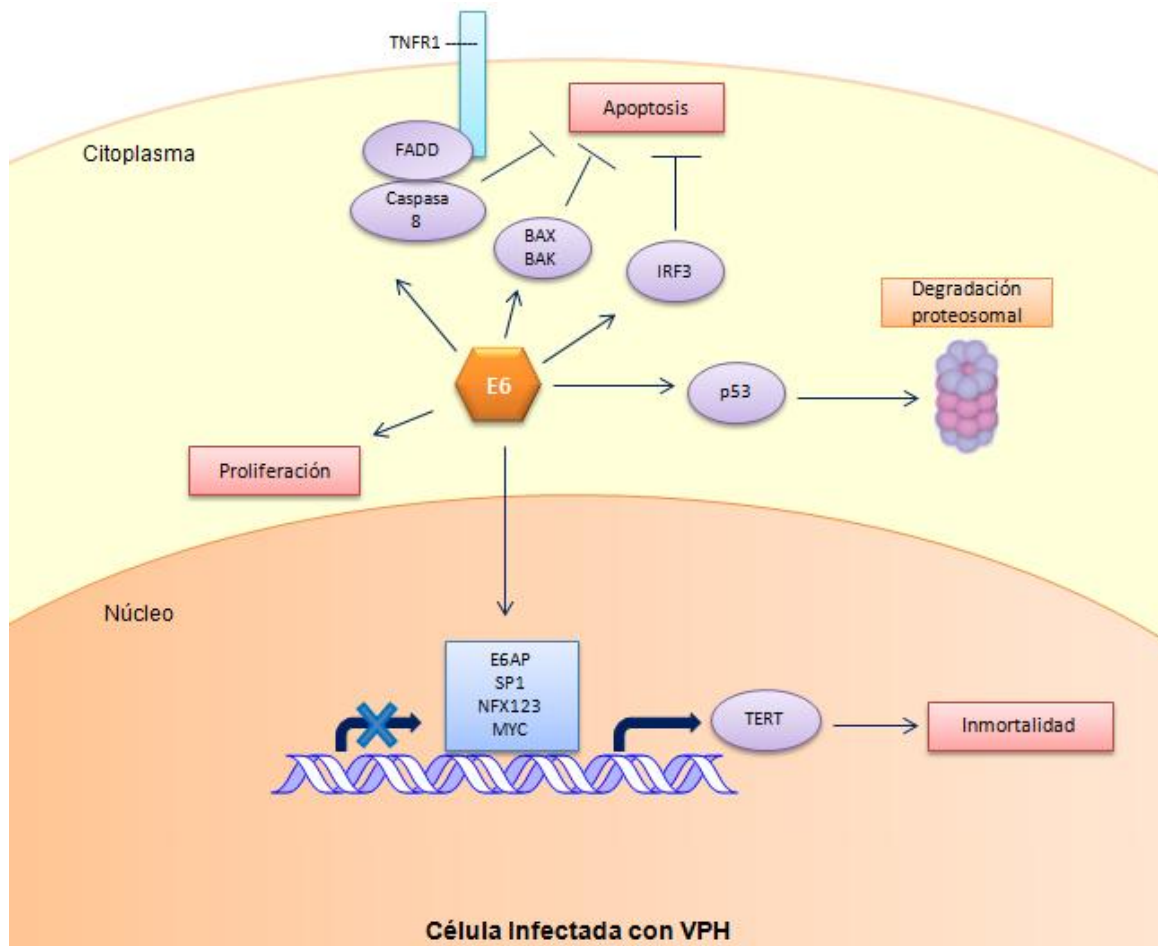 TNFR1
Apoptosis
FADD
Citoplasma
Caspasa
8
BAX
BAK
IRF3
Degradación
proteosomal
E6
p53
Proliferación
Núcleo
E6AP
SP1
NFX123
MYC
TERT
Inmortalidad
Célula Infectada con VPH